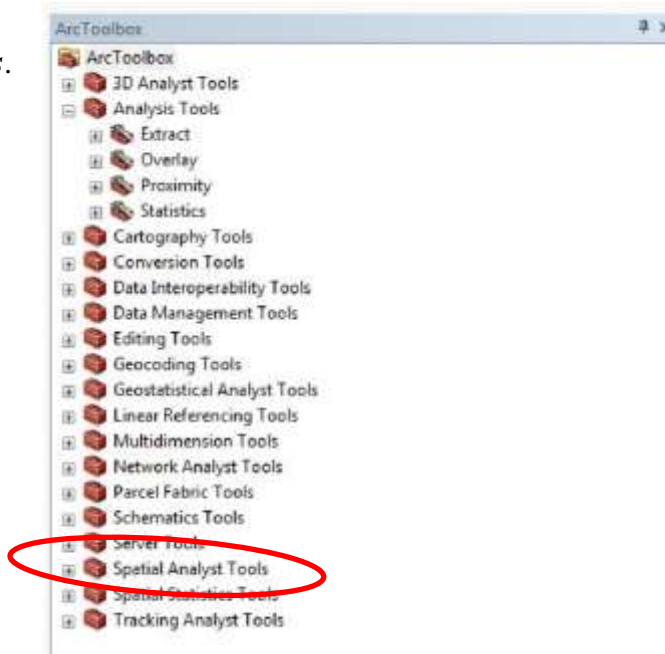 ArcToolbox
ArcToolbox
3D Analyst Tools
Analysis Tools
Extract
Overlay
Proximity
Statistics
Cartography Tools
Conversion Tools
Data Interoperability Tools
Data Management Tools
Editing Tools
Geocoding Tools
Geostatistical Analyst Tools
Linear Referencing Tools
Multidimension Tools
Network Analyst Tools
Parcel Fabric Tools
Schematics Tools
Server Tools
Spatial Analyst Tools
Spatial Statistics Tools
Tracking Analyst Tools